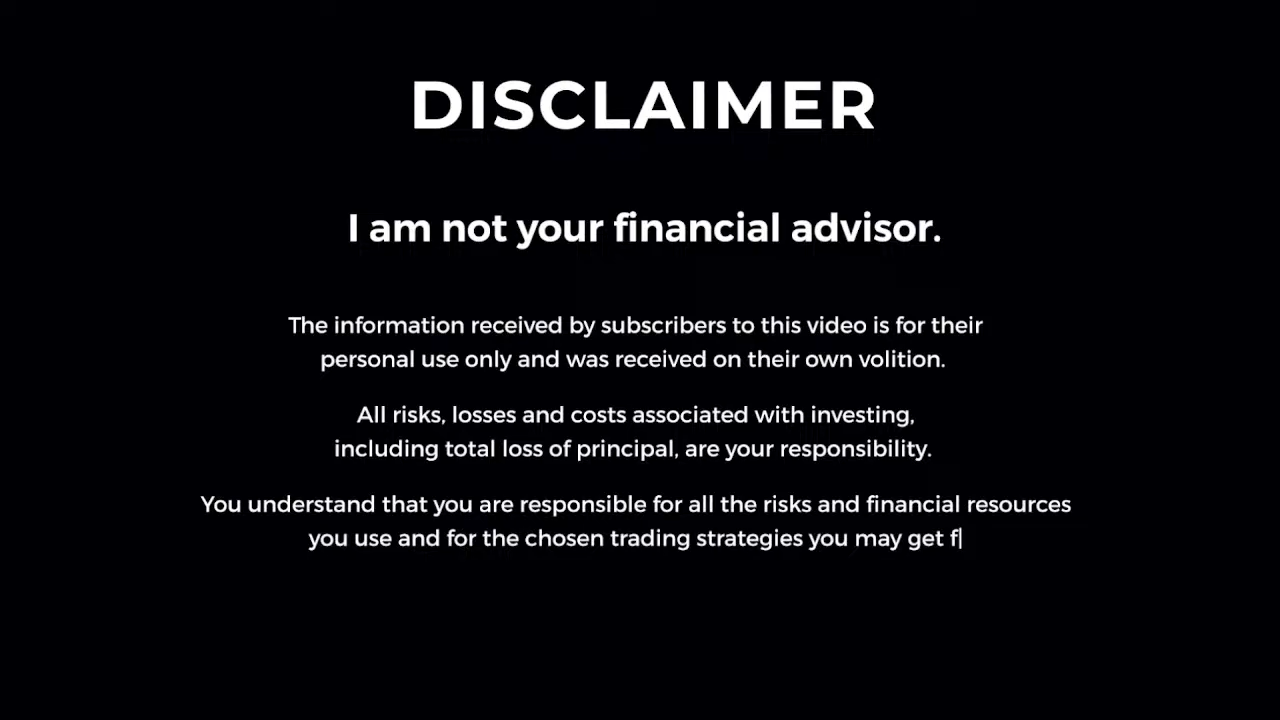 DISCLAIMER
I am not your financial advisor.
The information received by subscribers to this video is for their
personal use only and was received on their own volition.
All risks, losses and costs associated with investing,
including total loss of principal, are your responsibility.
You understand that you are responsible for all the risks and financial resources
you use and for the chosen trading strategies you may get f|